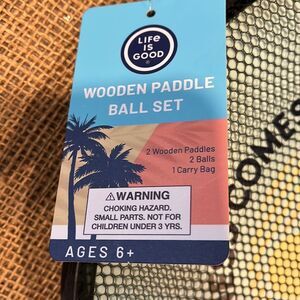 LIFE
IS
GOOD
WOODEN PADDLE
BALL SET
2 Wooden Paddles
2 Balls
1 Carry Bag
⚠WARNING
CHOKING HAZARD.
SMALL PARTS. NOT FOR
CHILDREN UNDER 3 YRS.
AGES 6+
COMES